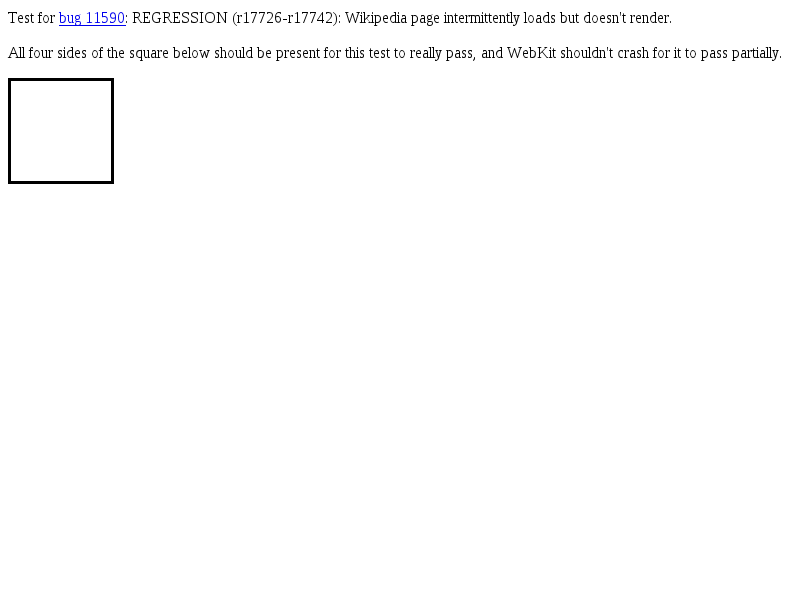 Test for bug 11590: REGRESSION (r17726-r17742): Wikipedia page intermittently loads but doesn't render.
All four sides of the square below should be present for this test to really pass, and WebKit shouldn't crash for it to pass partially.